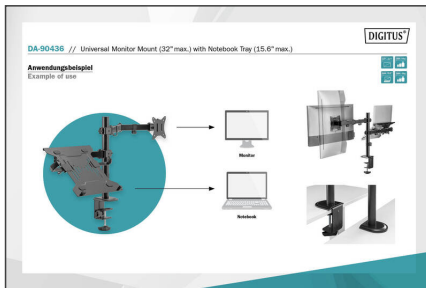 DIGITUS®
DA-90436 // Universal Monitor Mount (32" max.) with Notebook Tray (15.6" max.)
Anwendungsbeispiel
Example of use
Monitor
Notebook